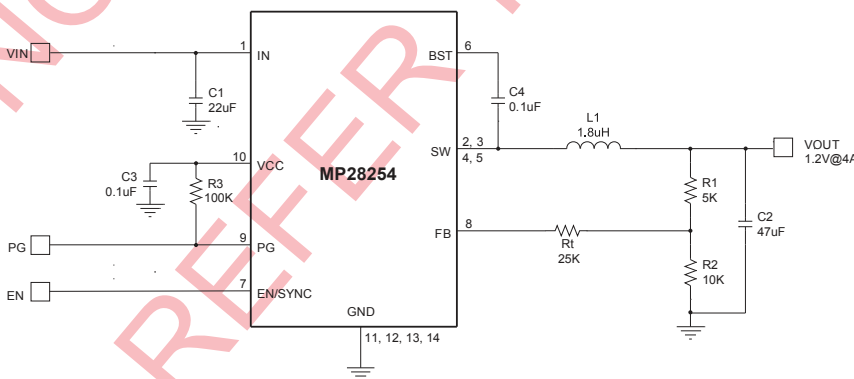 NO
REFER
VIN
1
IN
C1
22uF
C3
0.1uF
R3
100K
10
VCC
PG
9
PG
EN
7
EN/SYNC
MP28254
GND
11, 12, 13, 14
BST
6
C4
0.1uF
SW
2, 3
4, 5
L1
1.8uH
VOUT
1.2V@4A
R1
5K
C2
47uF
FB
8
Rt
25K
R2
10K